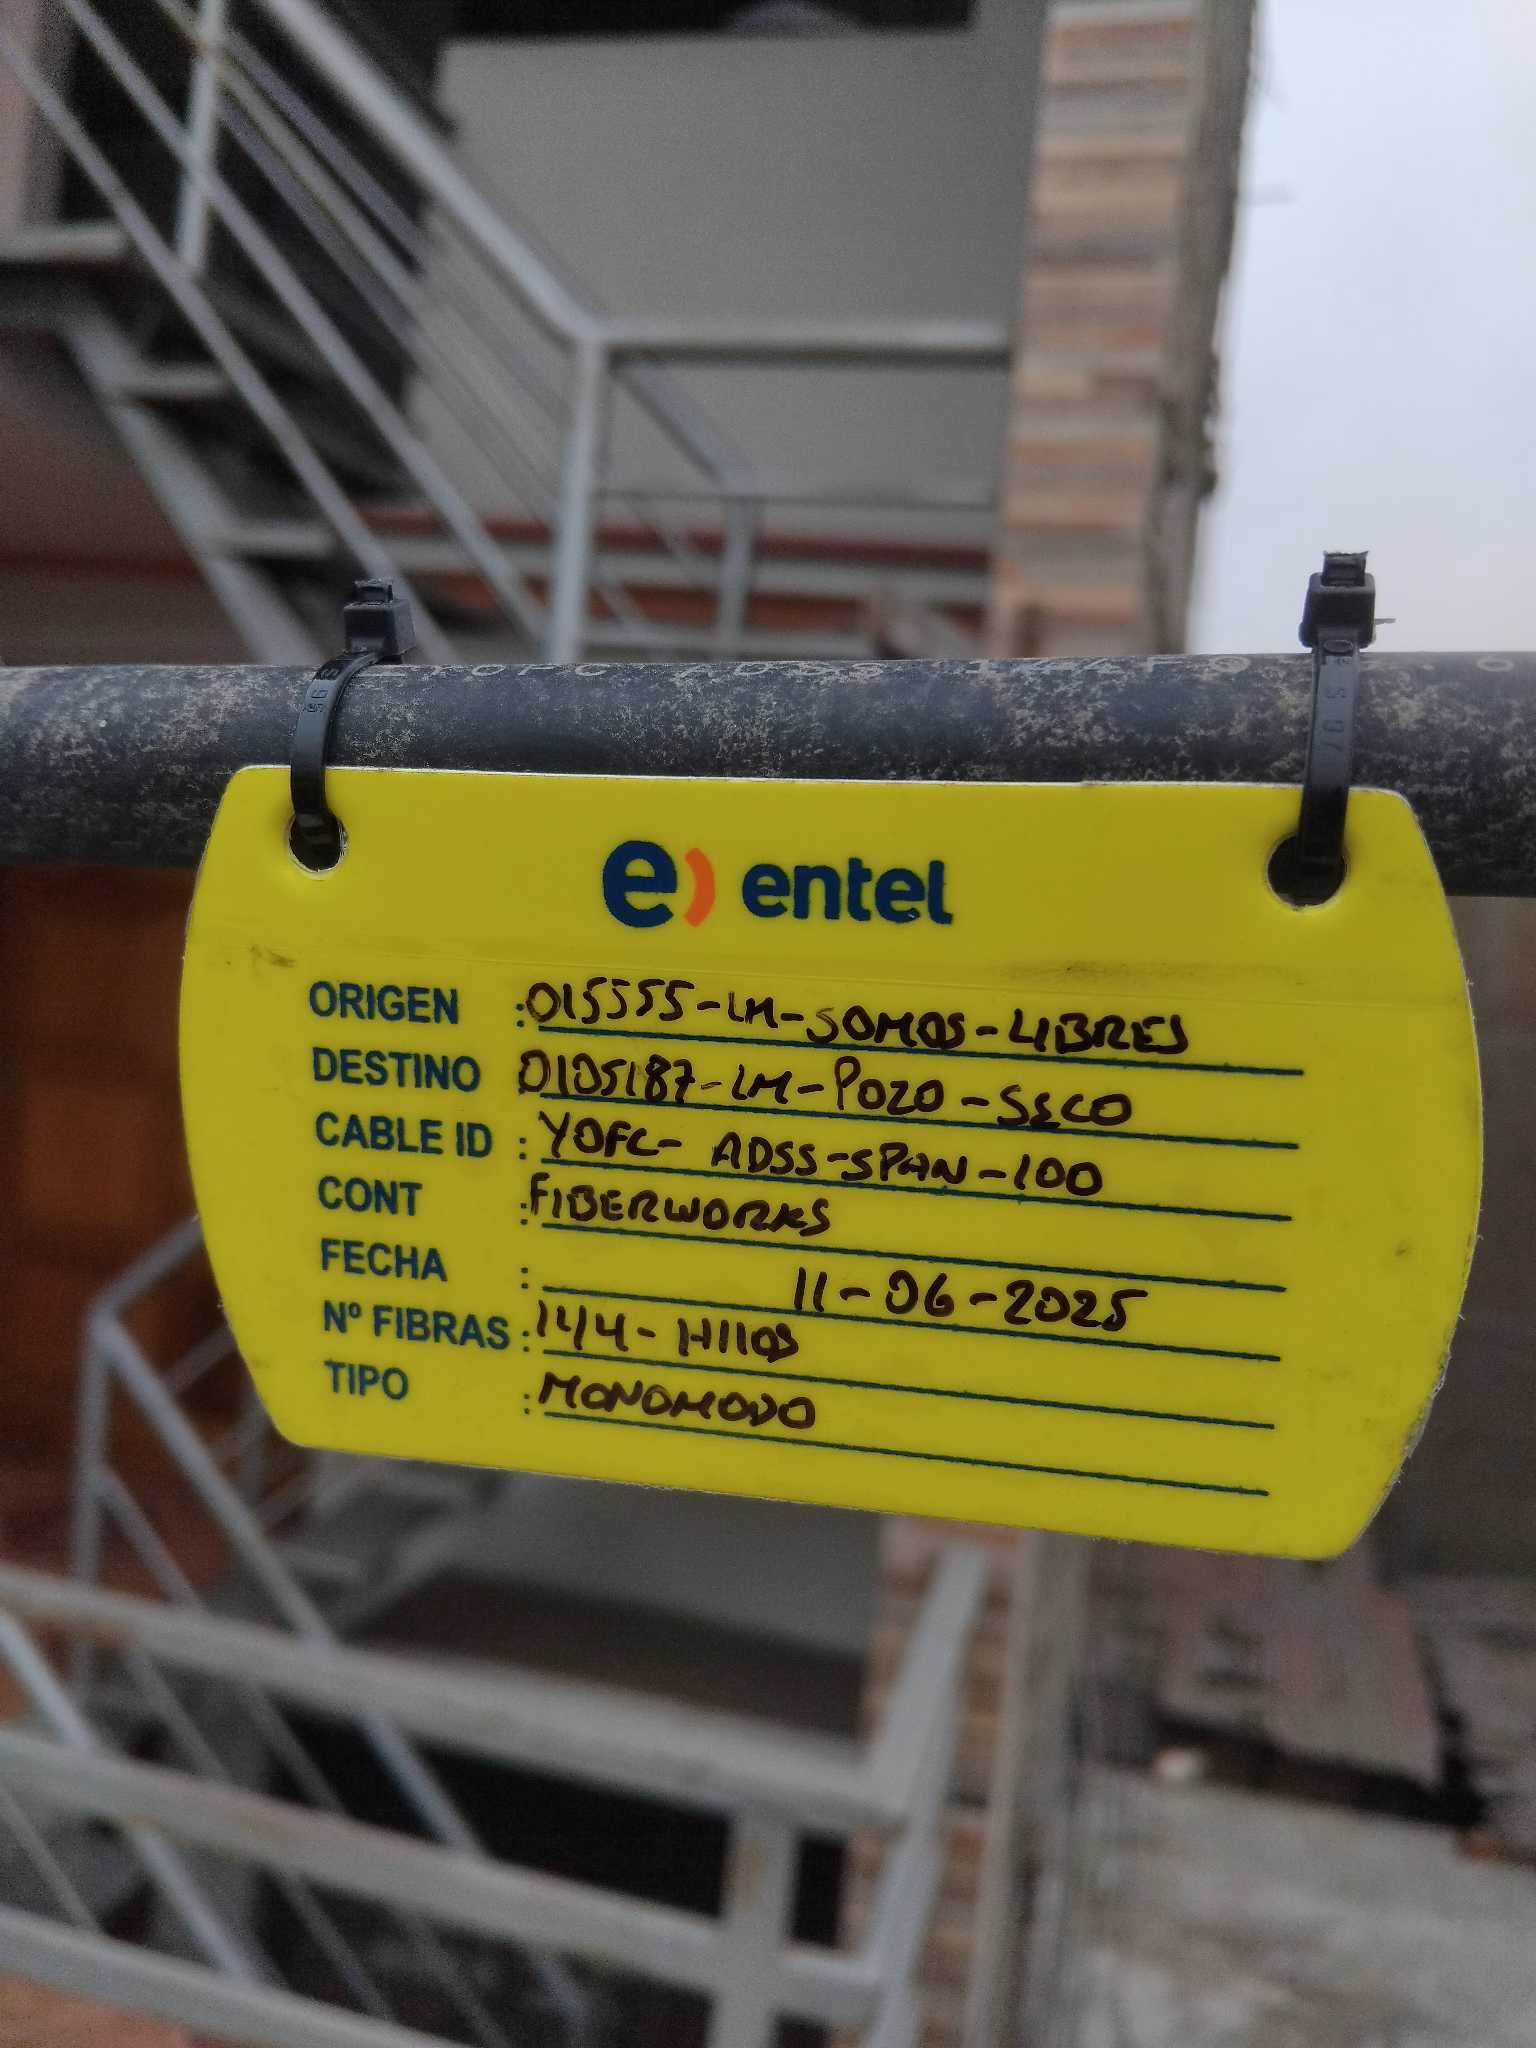 entel
ORIGEN : 015555-LM-SOMOS-LIBRES
DESTINO 0105187-LM-POZO-SECO
CABLE ID : YOFC- ADSS-SPAN-100
CONT : FIBERWORKS
FECHA : 11-06-2025
Nº FIBRAS : 144- HILOS
TIPO : MONOMODO